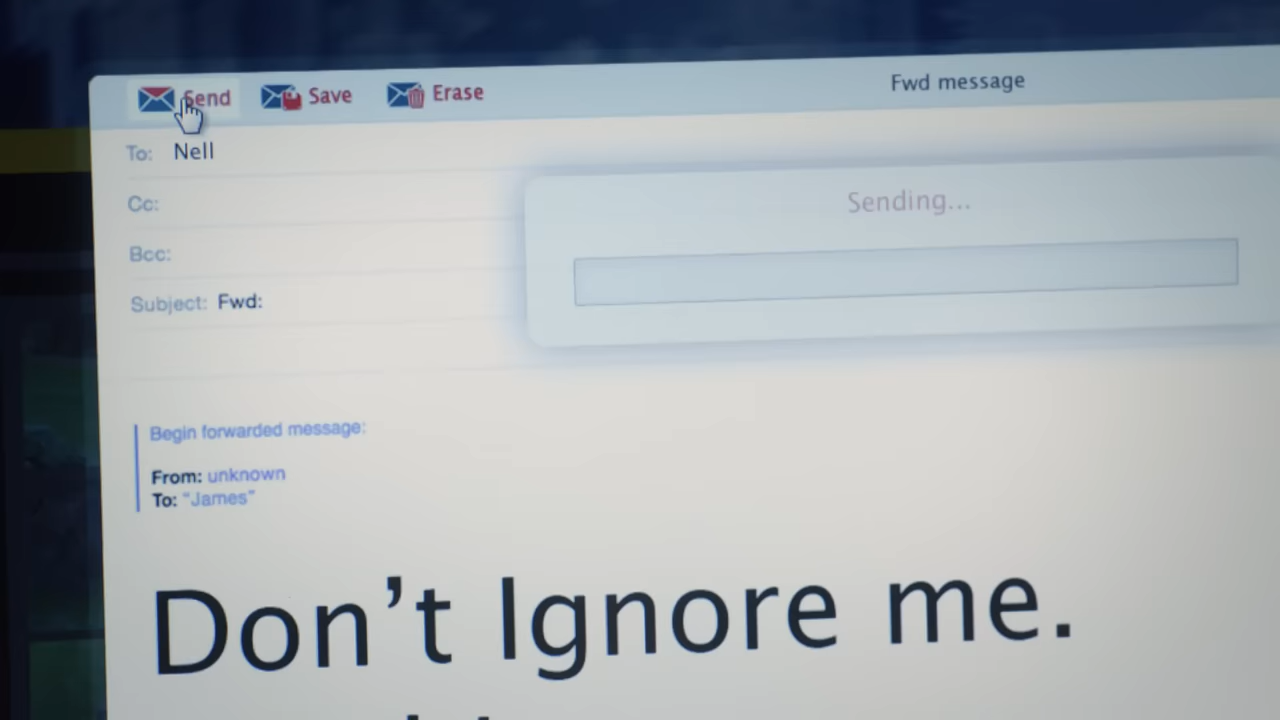 Send Save Erase Fwd message
To: Nell
Cc:
Bcc:
Subject: Fwd:
Sending...
Begin forwarded message:
From: unknown
To: “James”
Don’t Ignore me.